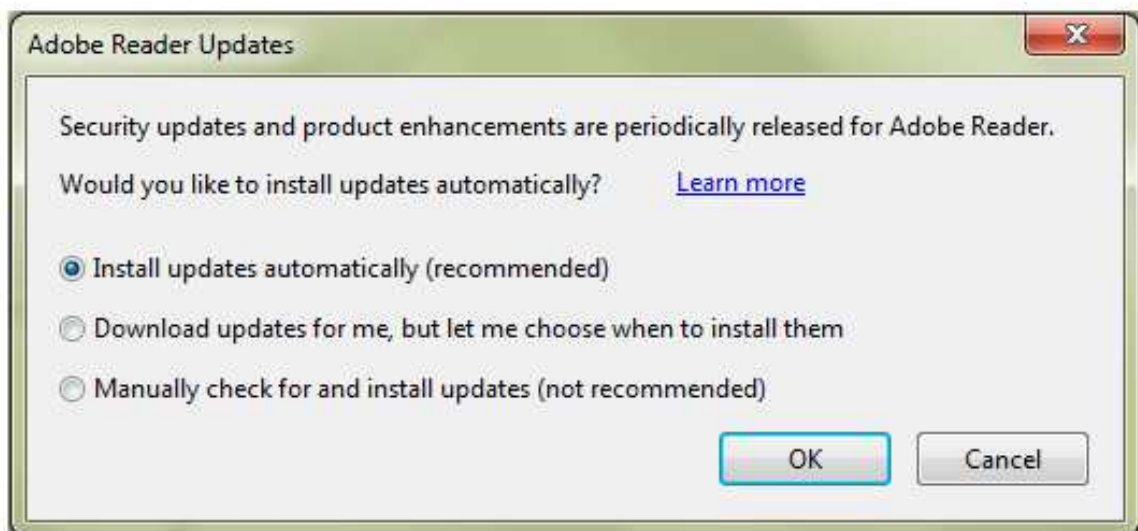 Adobe Reader Updates
Security updates and product enhancements are periodically released for Adobe Reader.
Would you like to install updates automatically? Learn more
Install updates automatically (recommended)
Download updates for me, but let me choose when to install them
Manually check for and install updates (not recommended)
OK Cancel